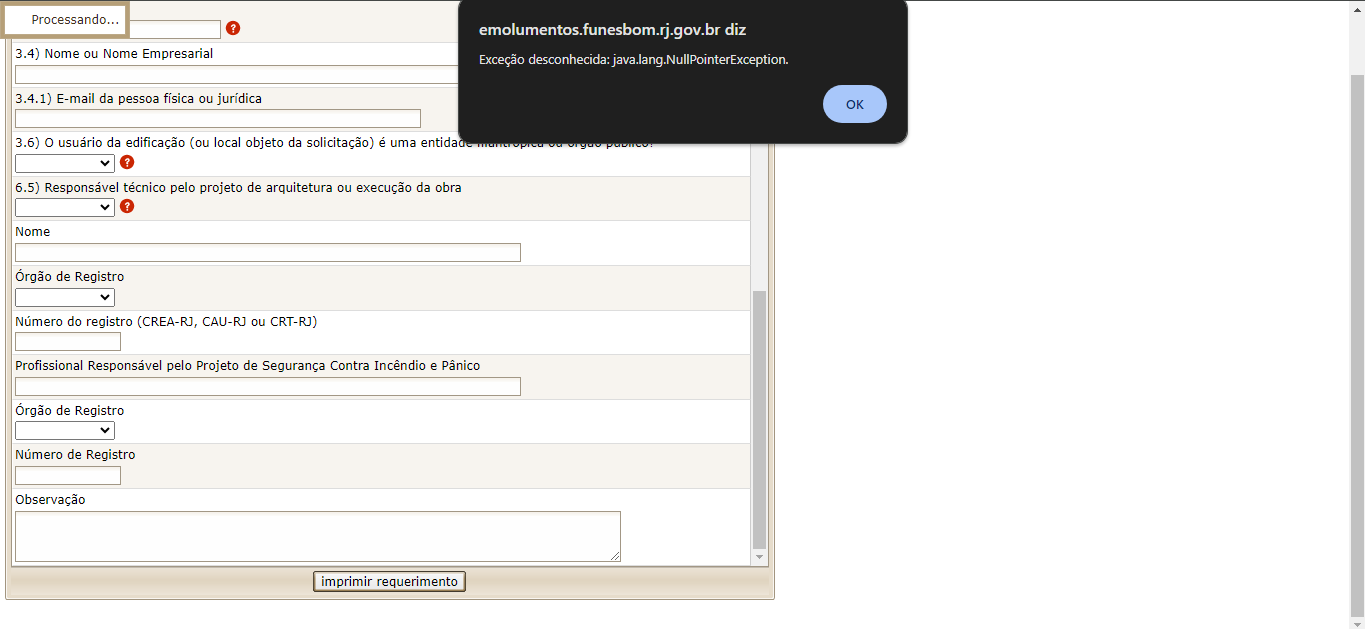 Processando...
emolumentos.funesbom.rj.gov.br diz
Exceção desconhecida: java.lang.NullPointerException.
OK
?
3.4) Nome ou Nome Empresarial
3.4.1) E-mail da pessoa física ou jurídica
3.6) O usuário da edificação (ou local objeto da solicitação) é uma entidade filantrópica ou órgão público?
?
6.5) Responsável técnico pelo projeto de arquitetura ou execução da obra
?
Nome
Órgão de Registro
Número do registro (CREA-RJ, CAU-RJ ou CRT-RJ)
Profissional Responsável pelo Projeto de Segurança Contra Incêndio e Pânico
Órgão de Registro
Número de Registro
Observação
imprimir requerimento